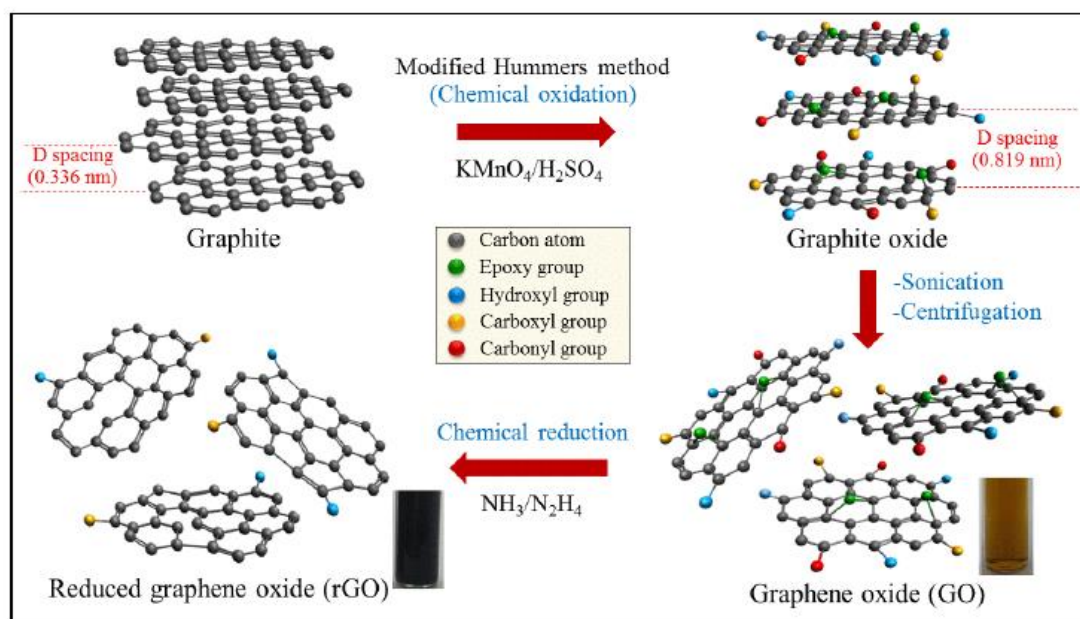 Modified Hummers method
(Chemical oxidation)
KMnO₄/H₂SO₄
D spacing
(0.336 nm)
D spacing
(0.819 nm)
Graphite
Graphite oxide
Carbon atom
Epoxy group
Hydroxyl group
Carboxyl group
Carbonyl group
-Sonication
-Centrifugation
Chemical reduction
NH₃/N₂H₄
Reduced graphene oxide (rGO)
Graphene oxide (GO)